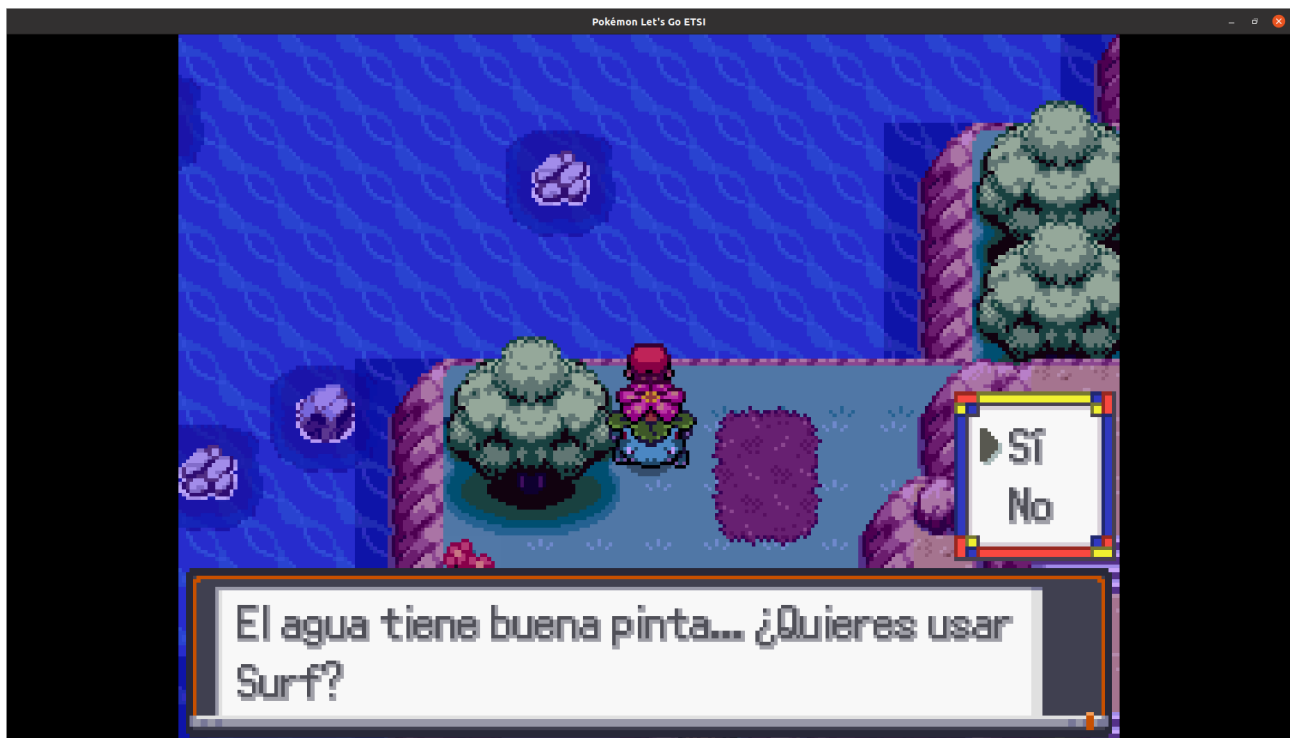 Pokémon Let's Go ETSI
Sí
No
El agua tiene buena pinta... ¿Quieres usar
Surf?